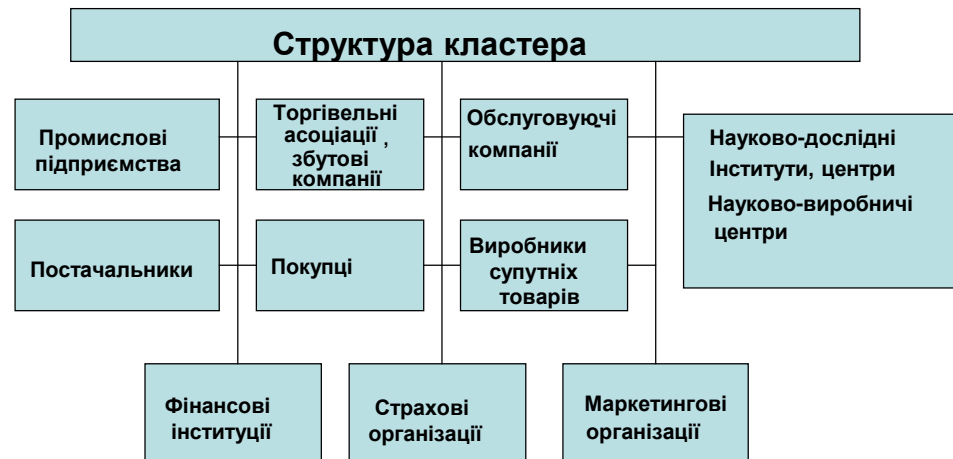 Структура кластера
Промислові
підприємства
Торгівельні
асоціації ,
збутові
компанії
Обслуговуючі
компанії
Науково-дослідні
Інститути, центри
Науково-виробничі
центри
Постачальники
Покупці
Виробники
супутніх
товарів
Фінансові
інституції
Страхові
організації
Маркетингові
організації